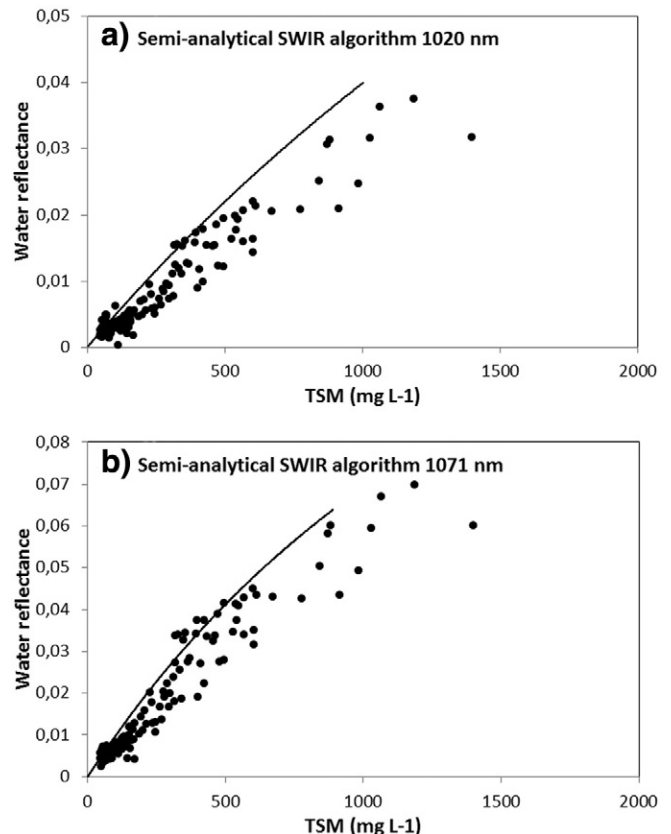 0,05
a) Semi-analytical SWIR algorithm 1020 nm
0,04
0,03
0,02
0,01
0
Water reflectance
0 500 1000 1500 2000
TSM (mg L-1)
0,08
b) Semi-analytical SWIR algorithm 1071 nm
0,07
0,06
0,05
0,04
0,03
0,02
0,01
0
Water reflectance
0 500 1000 1500 2000
TSM (mg L-1)